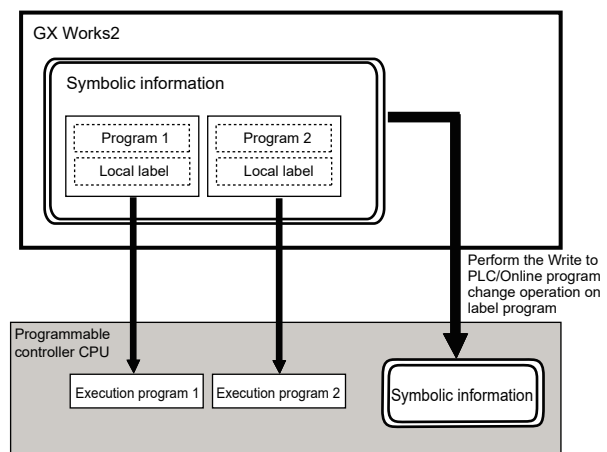 GX Works2
Symbolic information
Program 1
Program 2
Local label
Local label
Perform the Write to
PLC/Online program
change operation on
label program
Programmable
controller CPU
Execution program 1
Execution program 2
Symbolic information